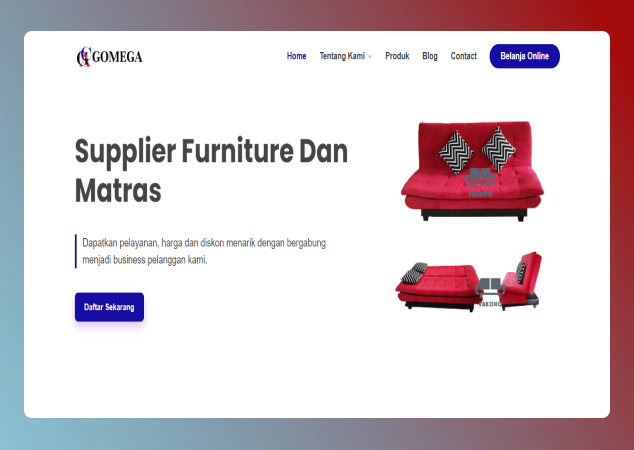 GOMEGA
Home Tentang Kami Produk Blog Contact Belanja Online
Supplier Furniture Dan
Matras
Dapatkan pelayanan, harga dan diskon menarik dengan bergabung
menjadi business pelanggan kami.
Daftar Sekarang
YAKOHO